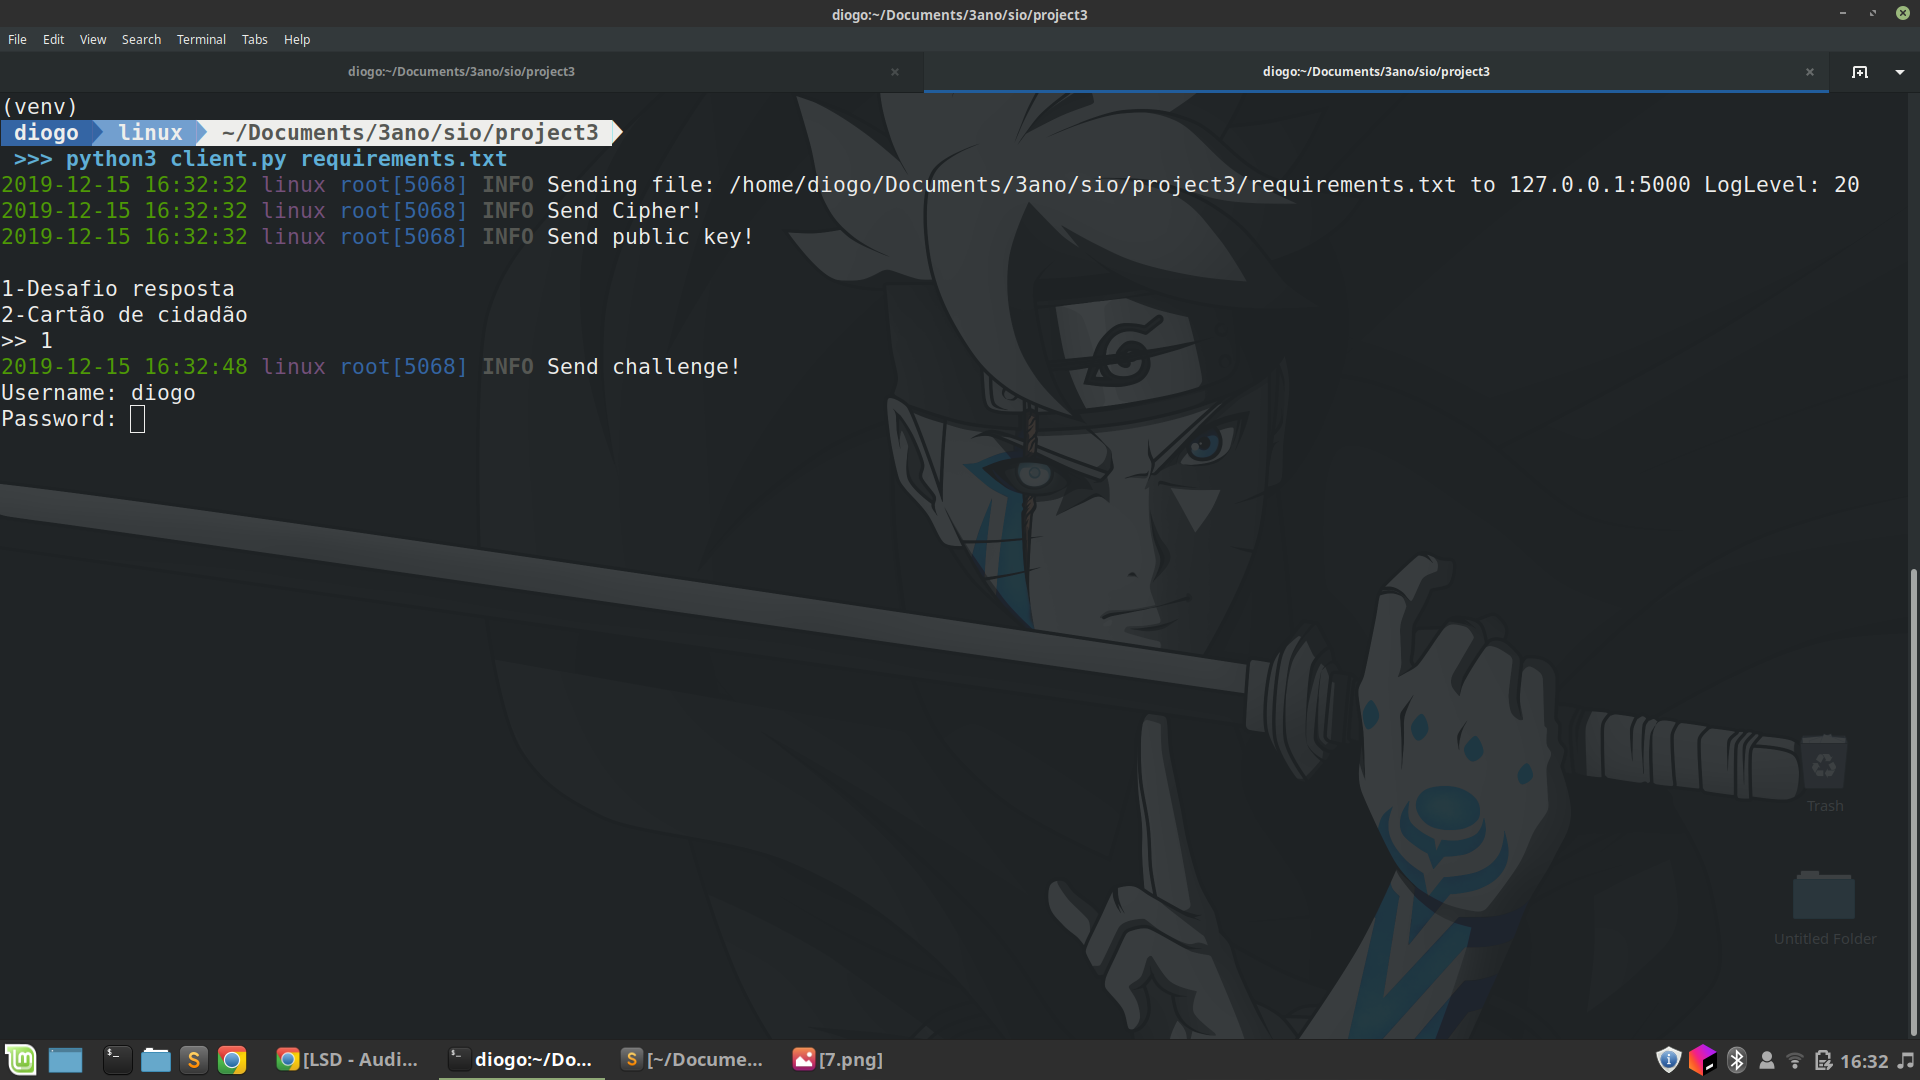 diogo:~/Documents/3ano/sio/project3
File Edit View Search Terminal Tabs Help
diogo:~/Documents/3ano/sio/project3 diogo:~/Documents/3ano/sio/project3
(venv)
diogo linux ~/Documents/3ano/sio/project3
>>> python3 client.py requirements.txt
2019-12-15 16:32:32 linux root[5068] INFO Sending file: /home/diogo/Documents/3ano/sio/project3/requirements.txt to 127.0.0.1:5000 LogLevel: 20
2019-12-15 16:32:32 linux root[5068] INFO Send Cipher!
2019-12-15 16:32:32 linux root[5068] INFO Send public key!
1-Desafio resposta
2-Cartão de cidadão
>> 1
2019-12-15 16:32:48 linux root[5068] INFO Send challenge!
Username: diogo
Password:
Trash
Untitled Folder
[LSD - Audi... diogo:~/Do... [~/Docume... [7.png] 16:32